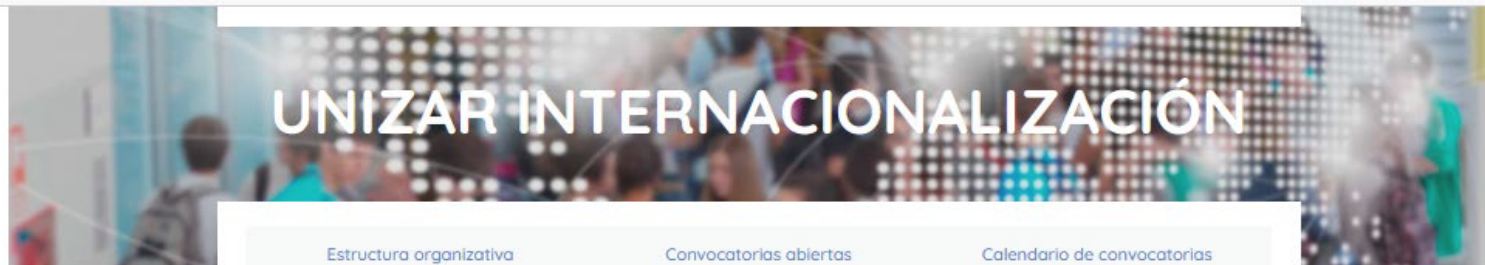 UNIZAR INTERNACIONALIZACIÓN
Estructura organizativa Convocatorias abiertas Calendario de convocatorias